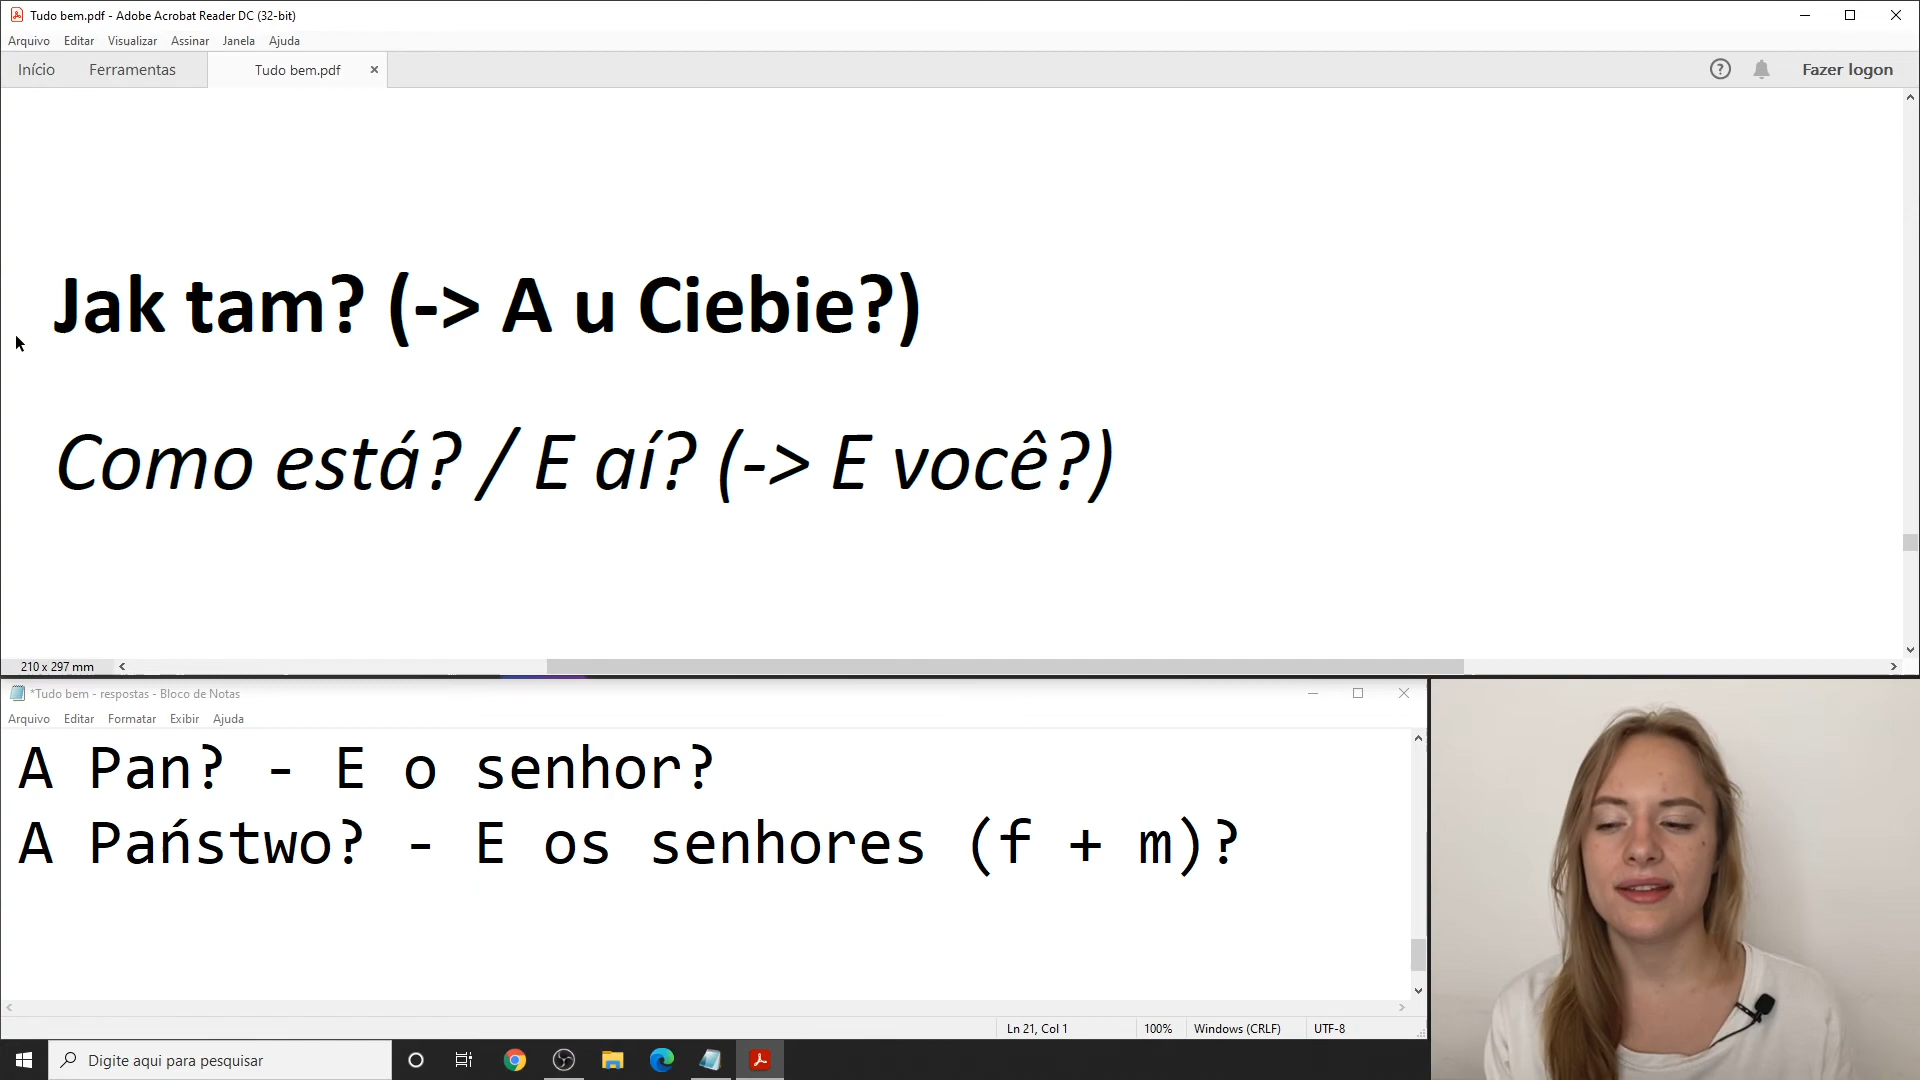 Tudo bem.pdf - Adobe Acrobat Reader DC (32-bit)
Arquivo Editar Visualizar Assinar Janela Ajuda
Início Ferramentas Tudo bem.pdf Fazer logon
Jak tam? (-> A u Ciebie?)
Como está? / E aí? (-> E você?)
210 x 297 mm
*Tudo bem - respostas - Bloco de Notas
Arquivo Editar Formatar Exibir Ajuda
A Pan? - E o senhor?
A Państwo? - E os senhores (f + m)?
Ln 21, Col 1 100% Windows (CRLF) UTF-8
Digite aqui para pesquisar